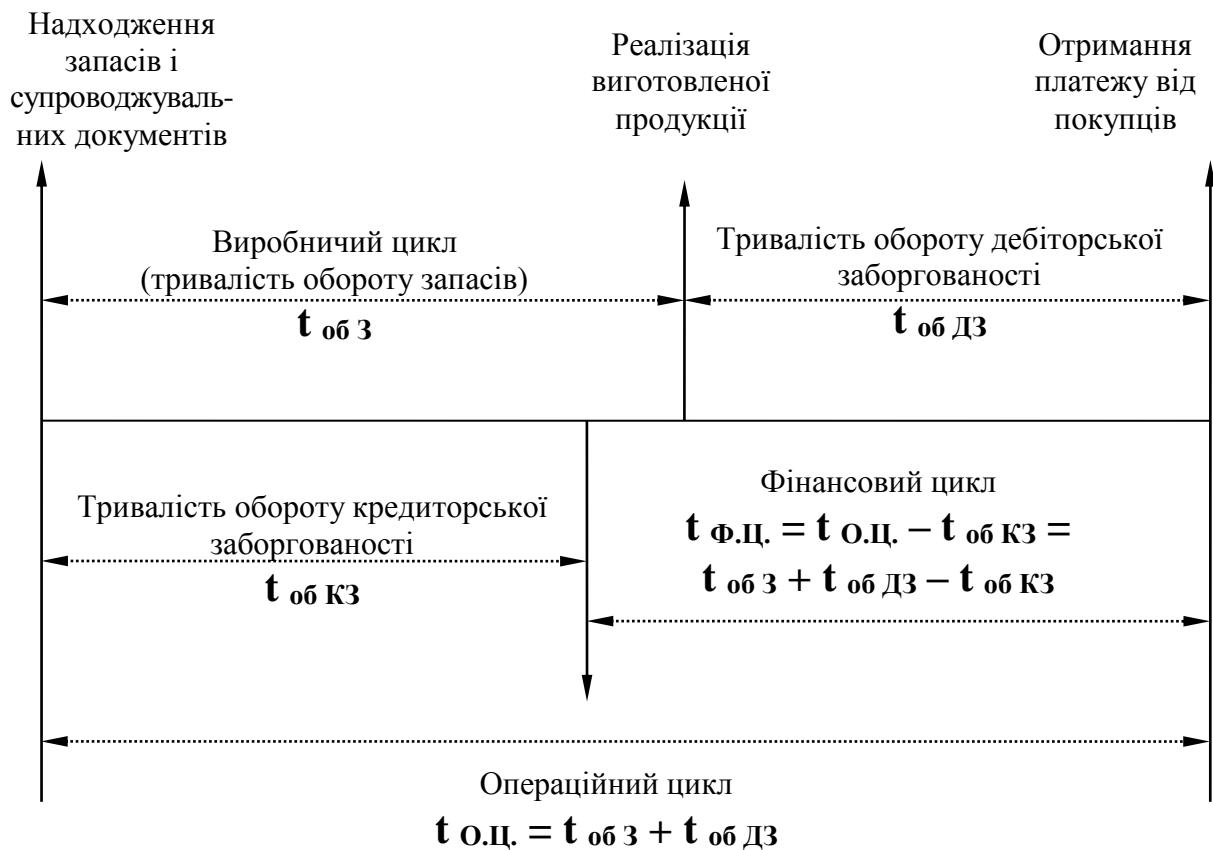 Надходження
запасів і
супроводжуваль-
них документів
Реалізація
виготовленої
продукції
Отримання
платежу від
покупців
Виробничий цикл
(тривалість обороту запасів)
t об З
Тривалість обороту дебіторської
заборгованості
t об ДЗ
Тривалість обороту кредиторської
заборгованості
t об КЗ
Фінансовий цикл
t Ф.Ц. = t О.Ц. – t об КЗ =
t об З + t об ДЗ – t об КЗ
Операційний цикл
t О.Ц. = t об З + t об ДЗ